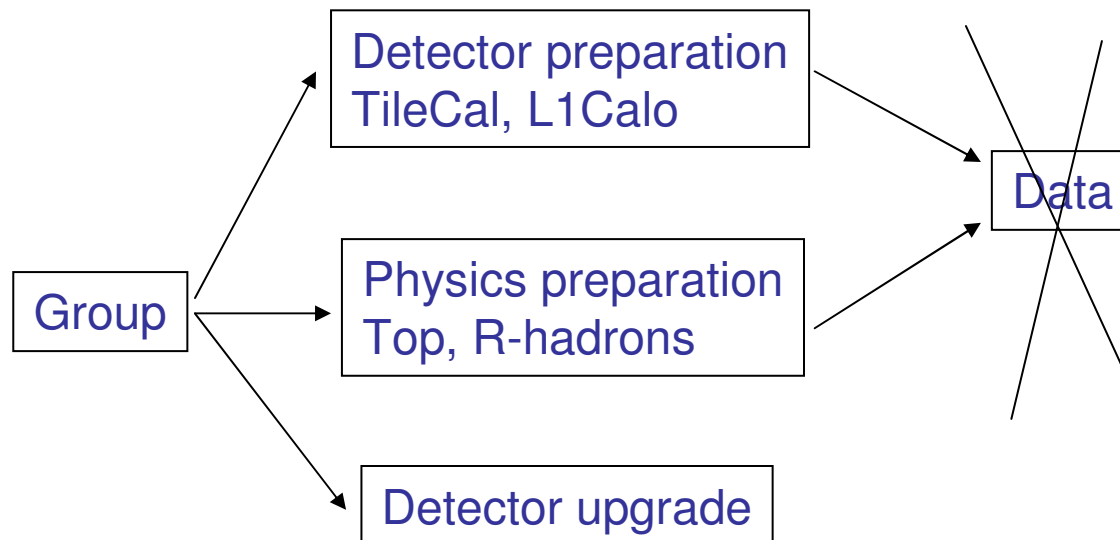 Detector preparation
TileCal, L1Calo
Data
Physics preparation
Top, R-hadrons
Group
Detector upgrade